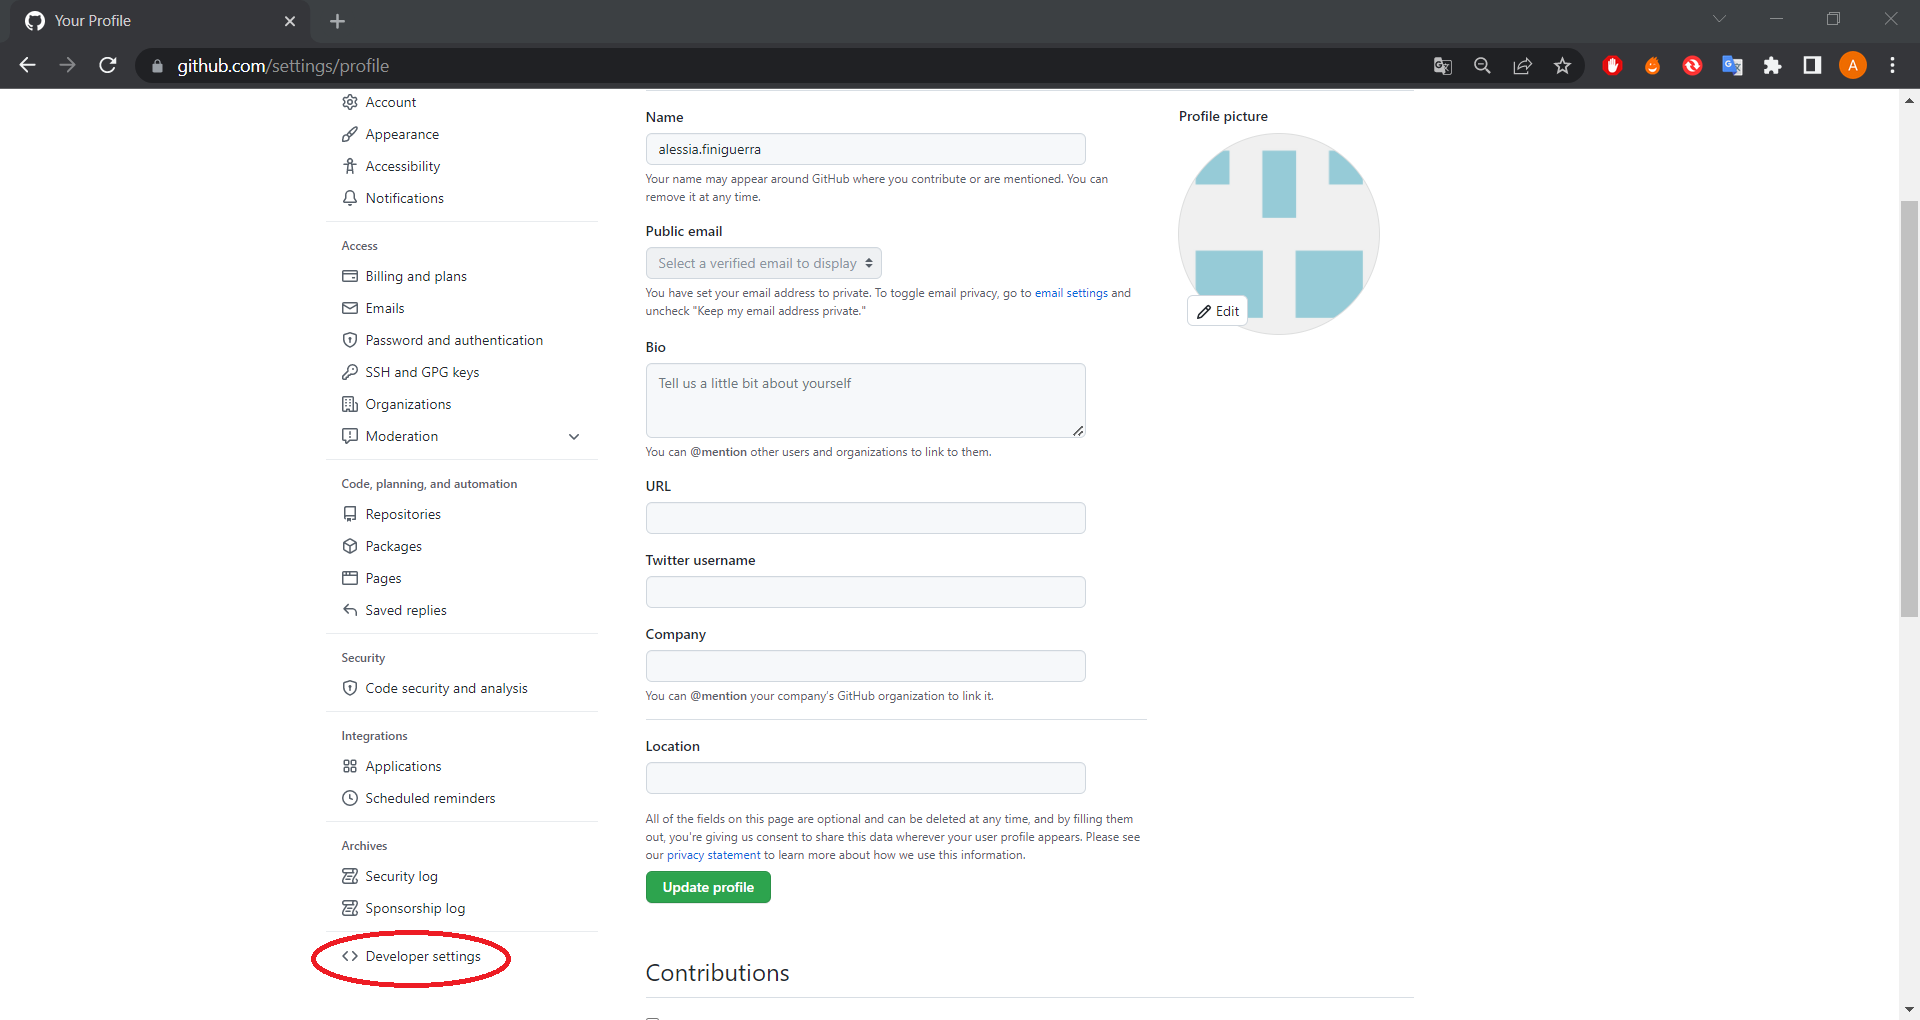 Your Profile
github.com/settings/profile
A
Account
Appearance
Accessibility
Notifications
Access
Billing and plans
Emails
Password and authentication
SSH and GPG keys
Organizations
Moderation
Code, planning, and automation
Repositories
Packages
Pages
Saved replies
Security
Code security and analysis
Integrations
Applications
Scheduled reminders
Archives
Security log
Sponsorship log
Developer settings
Name
alessia.finiguerra
Your name may appear around GitHub where you contribute or are mentioned. You can
remove it at any time.
Public email
Select a verified email to display
You have set your email address to private. To toggle email privacy, go to email settings and
uncheck "Keep my email address private."
Bio
Tell us a little bit about yourself
You can @mention other users and organizations to link to them.
URL
Twitter username
Company
You can @mention your company's GitHub organization to link it.
Location
All of the fields on this page are optional and can be deleted at any time, and by filling them
out, you're giving us consent to share this data wherever your user profile appears. Please see
our privacy statement to learn more about how we use this information.
Update profile
Contributions
Profile picture
Edit